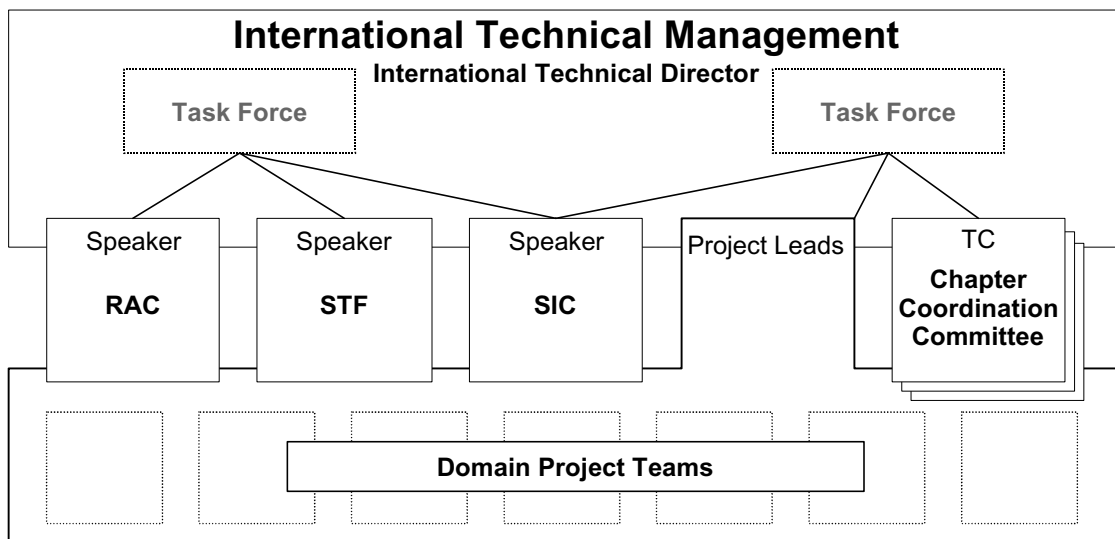 International Technical Management
International Technical Director
Task Force
Task Force
Speaker
RAC
Speaker
STF
Speaker
SIC
Project Leads
TC
Chapter
Coordination
Committee
Domain Project Teams